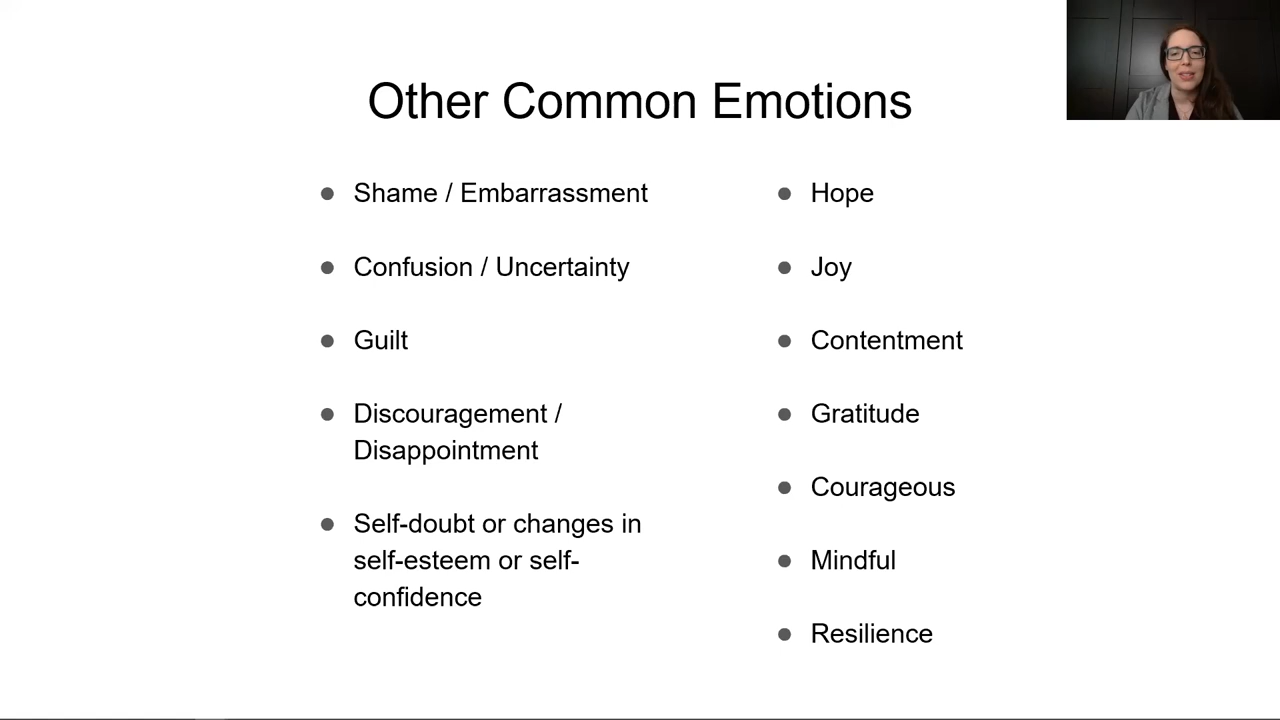 Other Common Emotions
Shame / Embarrassment
Confusion / Uncertainty
Guilt
Discouragement /
Disappointment
Self-doubt or changes in
self-esteem or self-
confidence
Hope
Joy
Contentment
Gratitude
Courageous
Mindful
Resilience